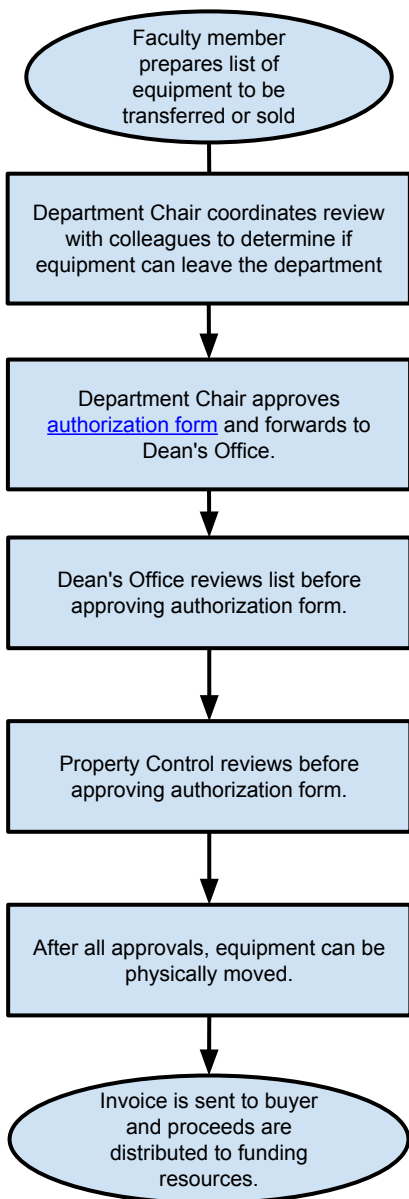 Faculty member
prepares list of
equipment to be
transferred or sold
Department Chair coordinates review
with colleagues to determine if
equipment can leave the department
Department Chair approves
authorization form and forwards to
Dean's Office.
Dean's Office reviews list before
approving authorization form.
Property Control reviews before
approving authorization form.
After all approvals, equipment can be
physically moved.
Invoice is sent to buyer
and proceeds are
distributed to funding
resources.